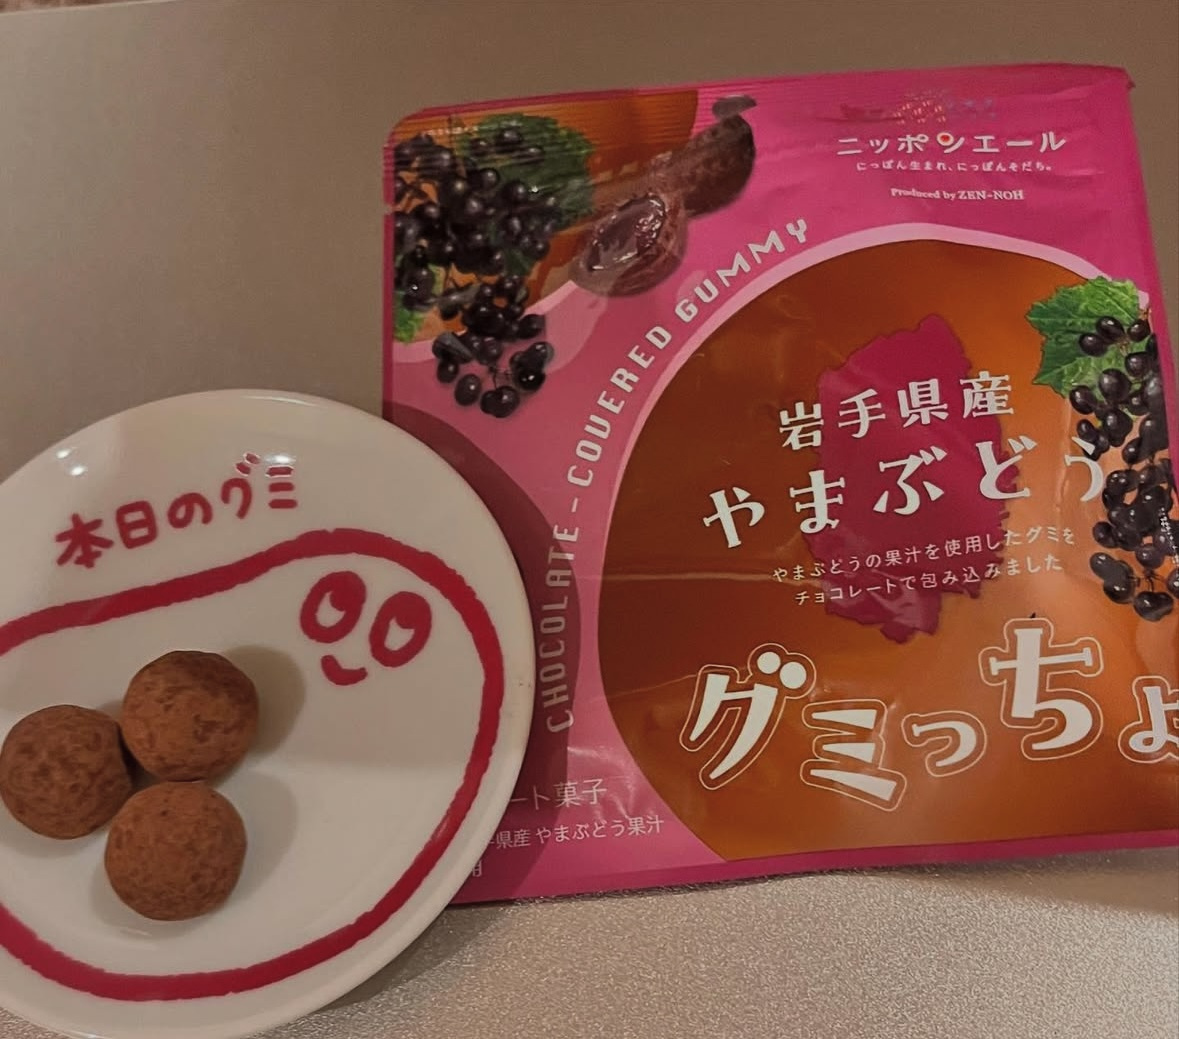 ニッポンエール
にっぽん生まれ、にっぽんそだち。
Produced by ZEN-NOH
CHOCOLATE-COVERED GUMMY
岩手県産
やまぶどう
やまぶどうの果汁を使用したグミを
チョコレートで包み込みました
グミっちょ
本日のグミ
ート菓子
県産やまぶどう果汁
用